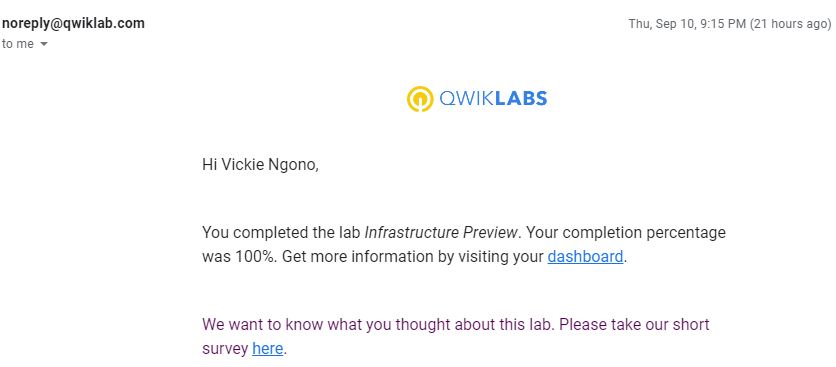 noreply@qwiklab.com
Thu, Sep 10, 9:15 PM (21 hours ago)
to me
QWIKLABS
Hi Vickie Ngono,
You completed the lab Infrastructure Preview. Your completion percentage
was 100%. Get more information by visiting your dashboard.
We want to know what you thought about this lab. Please take our short
survey here.